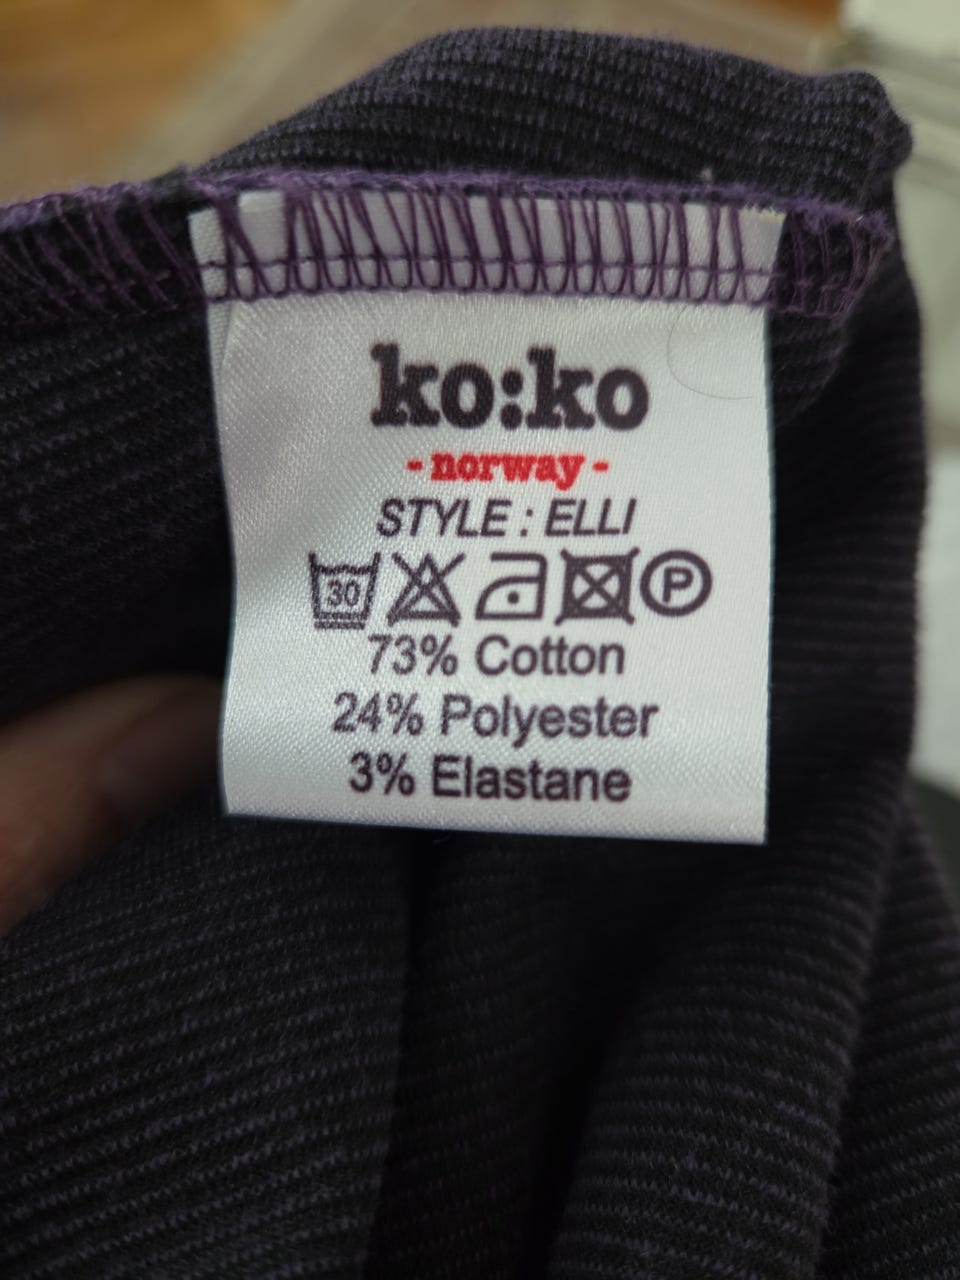 ko:ko
- norway -
STYLE : ELLI
30 P
73% Cotton
24% Polyester
3% Elastane